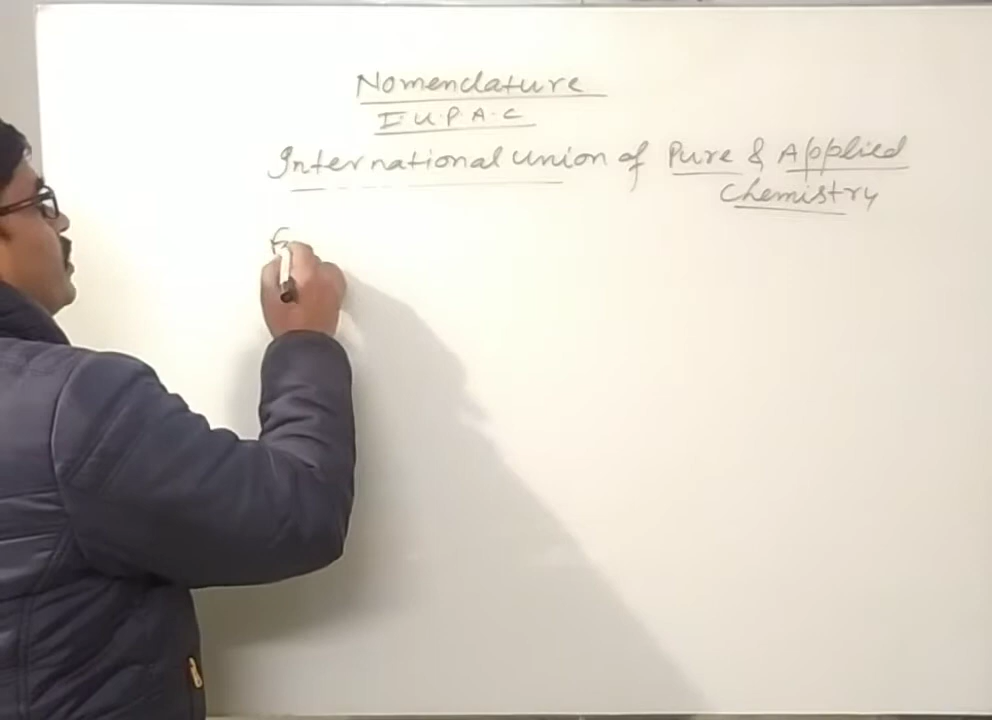 Nomenclature
I.U.P.A.C
International Union of Pure & Applied
Chemistry